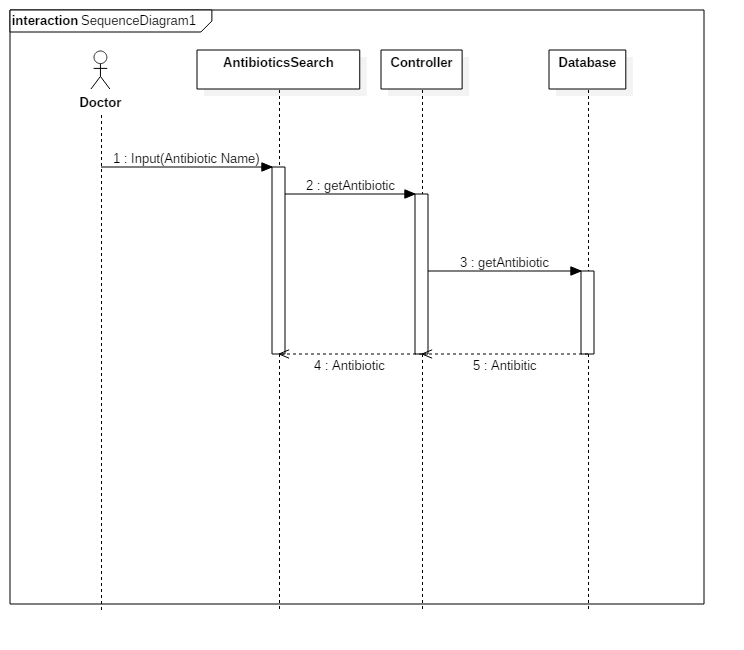 interaction SequenceDiagram1
AntibioticsSearch
Controller
Database
Doctor
1 : Input(Antibiotic Name)
2 : getAntibiotic
3 : getAntibiotic
4 : Antibiotic
5 : Antibitic